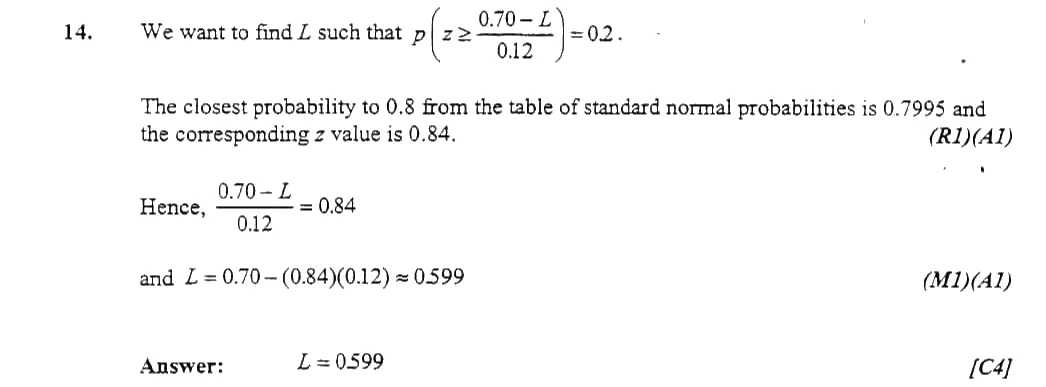 14. We want to find L such that p(z ≥ (0.70 – L)/0.12) = 0.2.
The closest probability to 0.8 from the table of standard normal probabilities is 0.7995 and
the corresponding z value is 0.84. (R1)(A1)
Hence, (0.70 – L)/0.12 = 0.84
and L = 0.70 – (0.84)(0.12) ≈ 0.599 (M1)(A1)
Answer: L = 0.599 [C4]